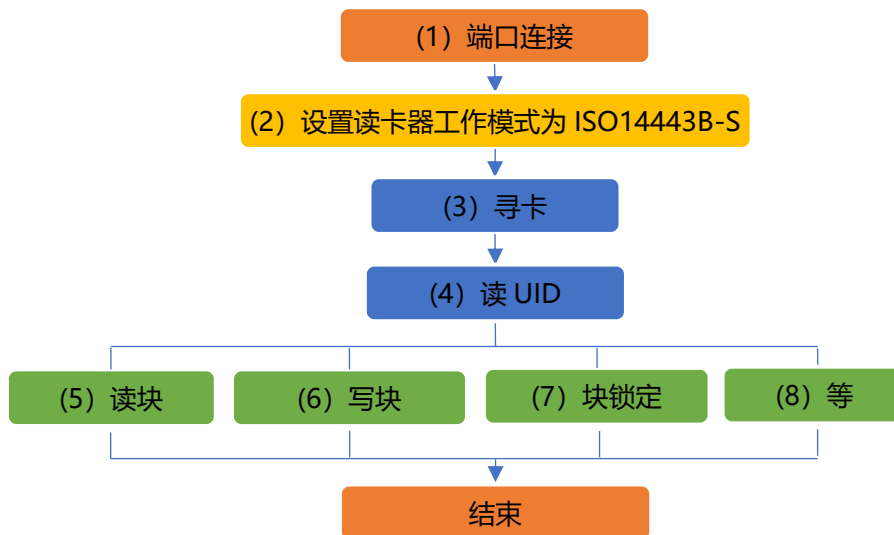 (1）端口连接
(2）设置读卡器工作模式为 ISO14443B-S
(3）寻卡
(4）读 UID
(5）读块
(6）写块
(7）块锁定
(8）等
结束